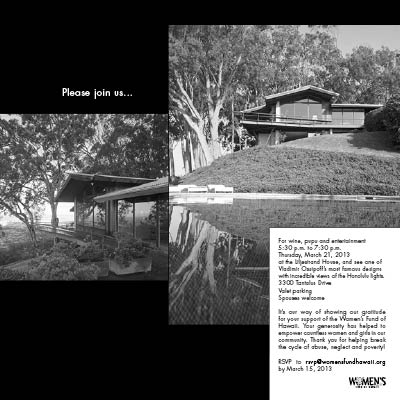 Please join us...
For wine, pupu and entertainment
5:30 p.m. to 7:30 p.m.
Thursday, March 21, 2013
at the Liljestrand House, and see one of
Vladimir Ossipoff's most famous designs
with incredible views of the Honolulu lights.
3300 Tantalus Drive
Valet parking
Spouses welcome
It's our way of showing our gratitude
for your support of the Women's Fund of
Hawaii. Your generosity has helped to
empower countless women and girls in our
community. Thank you for helping break
the cycle of abuse, neglect and poverty!
RSVP to rsvp@womensfundhawaii.org
by March 15, 2013
WOMEN'S